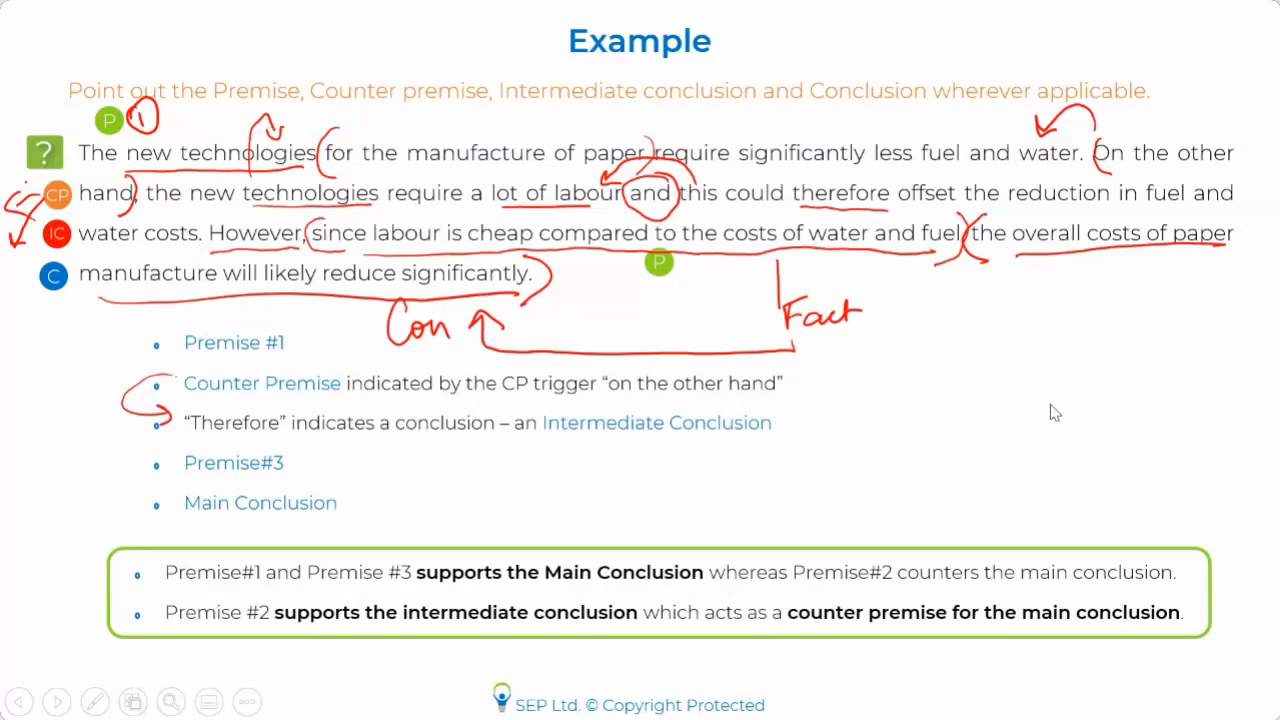 Example
Point out the Premise, Counter premise, Intermediate conclusion and Conclusion wherever applicable.
P 1
? The new technologies for the manufacture of paper require significantly less fuel and water. On the other
CP hand, the new technologies require a lot of labour and this could therefore offset the reduction in fuel and
IC water costs. However, since labour is cheap compared to the costs of water and fuel, the overall costs of paper
C manufacture will likely reduce significantly. P
Con Fact
Premise #1
Counter Premise indicated by the CP trigger “on the other hand”
“Therefore” indicates a conclusion – an Intermediate Conclusion
Premise#3
Main Conclusion
Premise#1 and Premise #3 supports the Main Conclusion whereas Premise#2 counters the main conclusion.
Premise #2 supports the intermediate conclusion which acts as a counter premise for the main conclusion.
SEP Ltd. © Copyright Protected